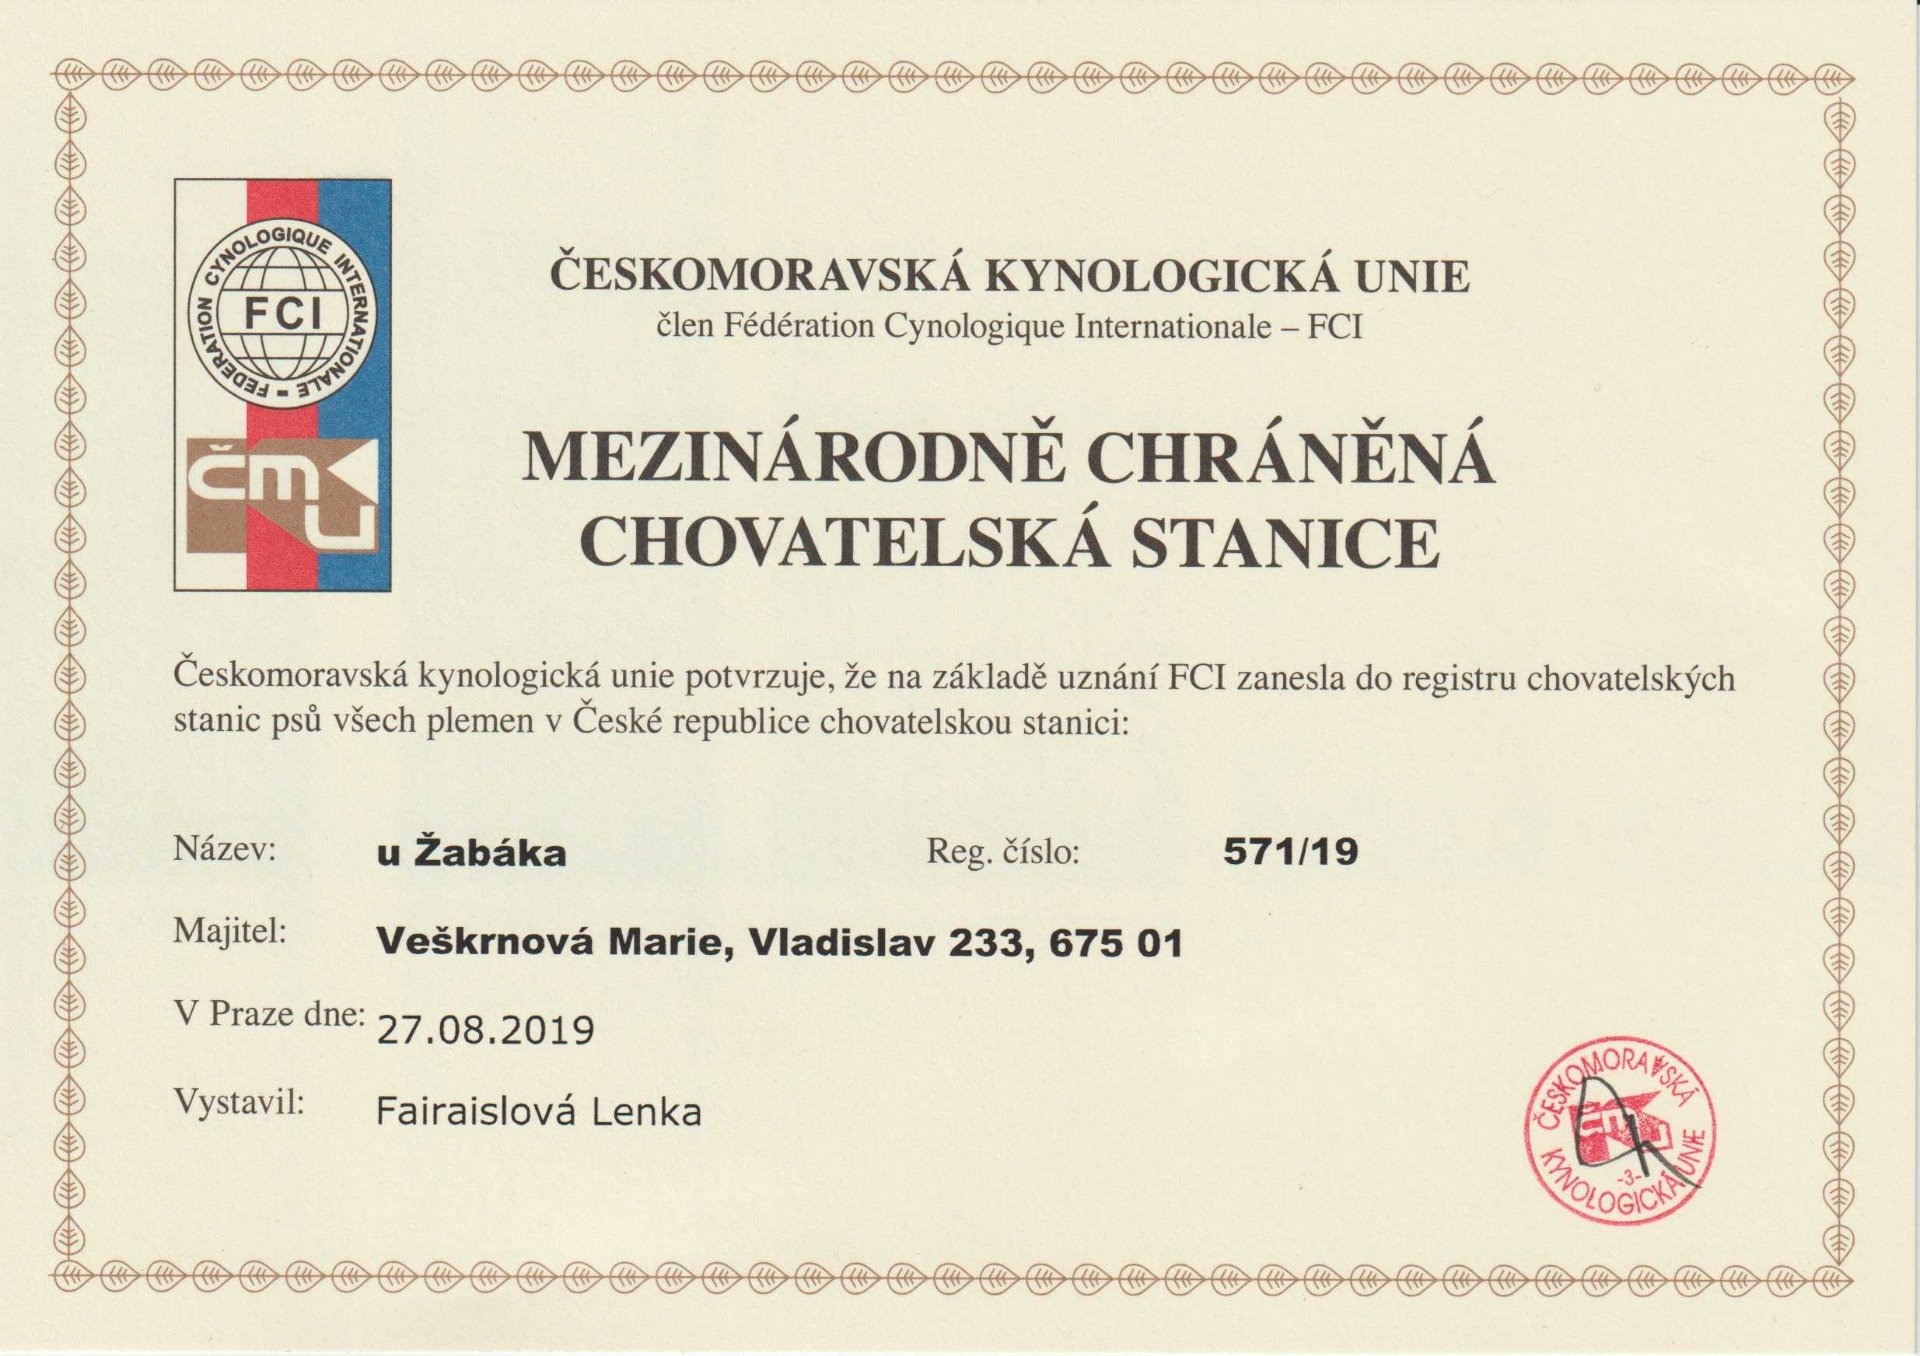 FEDERATION CYNOLOGIQUE INTERNATIONALE –
FCI
ČMKU
ČESKOMORAVSKÁ KYNOLOGICKÁ UNIE
člen Fédération Cynologique Internationale – FCI
MEZINÁRODNĚ CHRÁNĚNÁ
CHOVATELSKÁ STANICE
Českomoravská kynologická unie potvrzuje, že na základě uznání FCI zanesla do registru chovatelských
stanic psů všech plemen v České republice chovatelskou stanici:
Název: u Žabáka Reg. číslo: 571/19
Majitel: Veškrnová Marie, Vladislav 233, 675 01
V Praze dne: 27.08.2019
Vystavil: Fairaislová Lenka
ČESKOMORAVSKÁ
ČMKU
-3-
KYNOLOGICKÁ UNIE